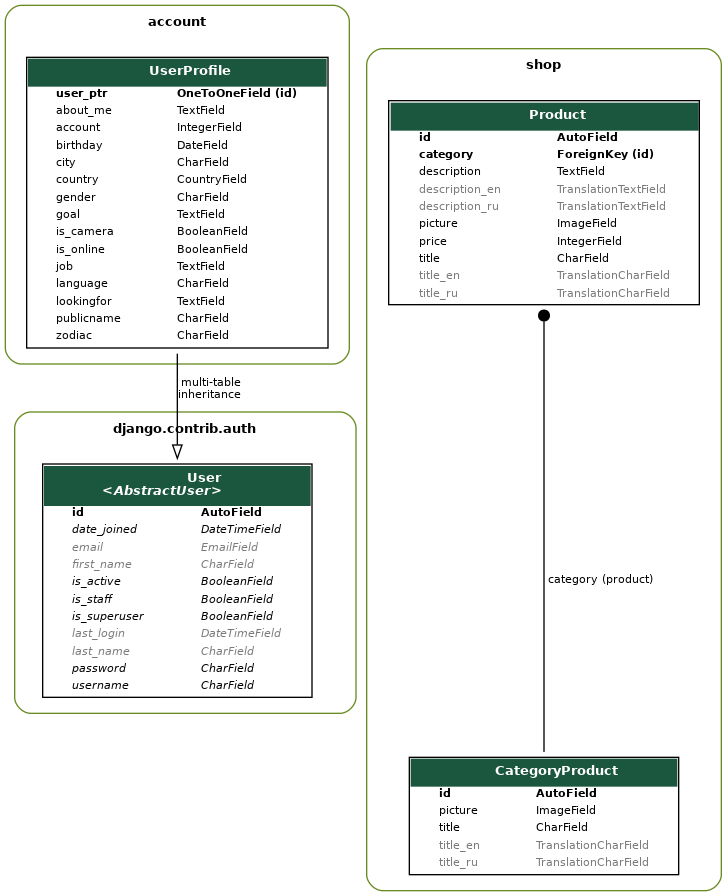 account
UserProfile
user_ptr OneToOneField (id)
about_me TextField
account IntegerField
birthday DateField
city CharField
country CountryField
gender CharField
goal TextField
is_camera BooleanField
is_online BooleanField
job TextField
language CharField
lookingfor TextField
publicname CharField
zodiac CharField
multi-table
inheritance
django.contrib.auth
User
<AbstractUser>
id AutoField
date_joined DateTimeField
email EmailField
first_name CharField
is_active BooleanField
is_staff BooleanField
is_superuser BooleanField
last_login DateTimeField
last_name CharField
password CharField
username CharField
shop
Product
id AutoField
category ForeignKey (id)
description TextField
description_en TranslationTextField
description_ru TranslationTextField
picture ImageField
price IntegerField
title CharField
title_en TranslationCharField
title_ru TranslationCharField
category (product)
CategoryProduct
id AutoField
picture ImageField
title CharField
title_en TranslationCharField
title_ru TranslationCharField